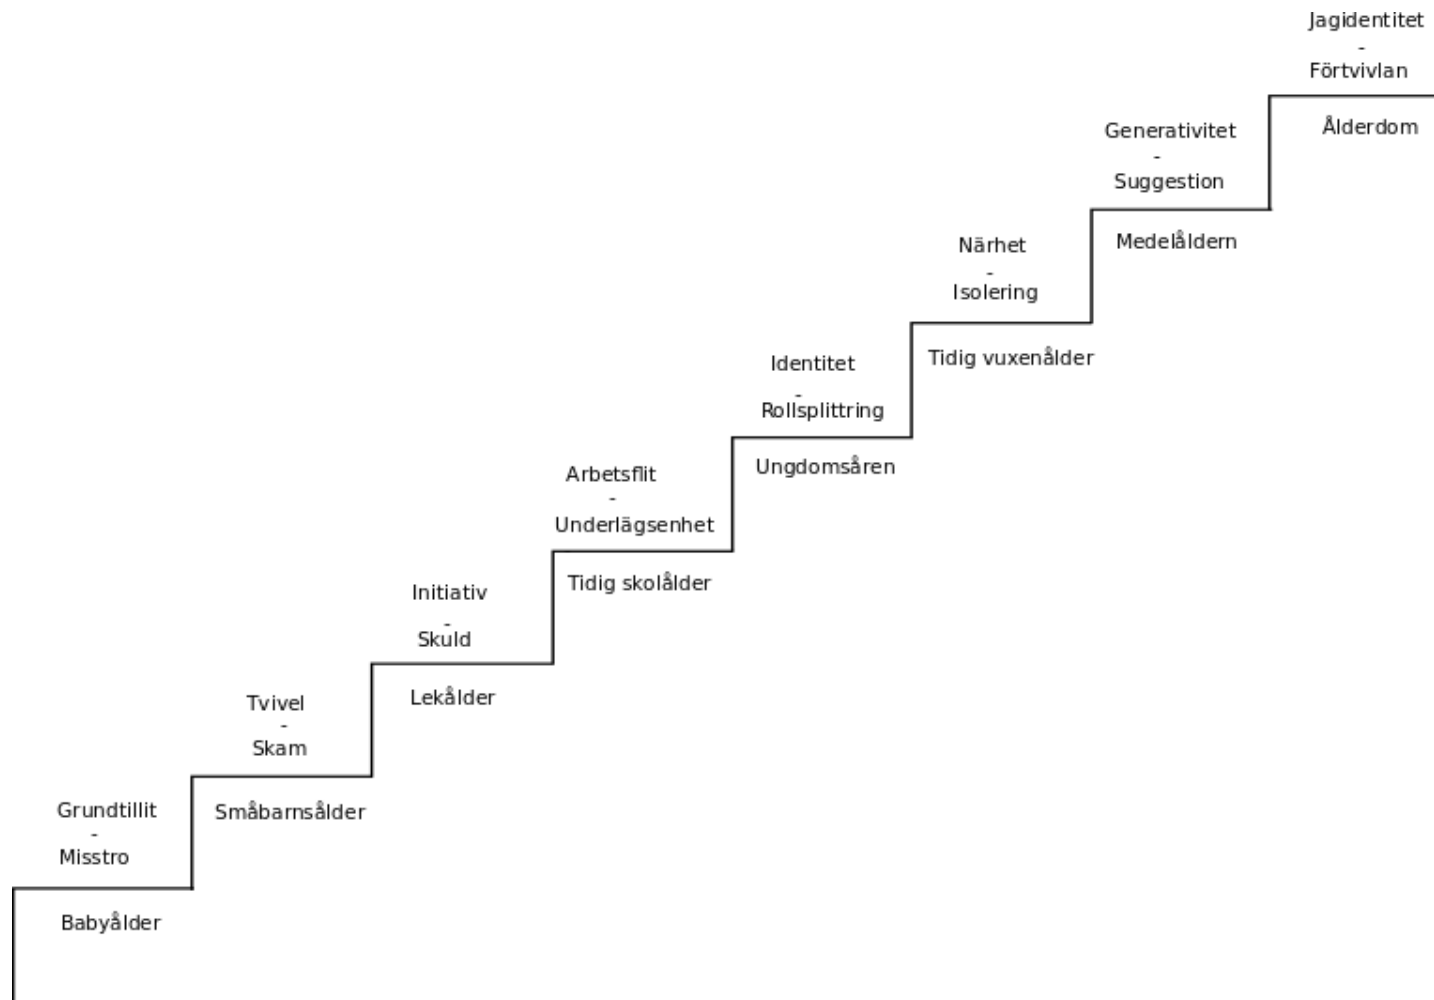 Jagidentitet
-
Förtvivlan
Ålderdom
Generativitet
-
Suggestion
Medelåldern
Närhet
-
Isolering
Tidig vuxenålder
Identitet
-
Rollsplittring
Ungdomsåren
Arbetsflit
-
Underlägsenhet
Tidig skolålder
Initiativ
-
Skuld
Lekålder
Tvivel
-
Skam
Småbarnsålder
Grundtillit
-
Misstro
Babyålder